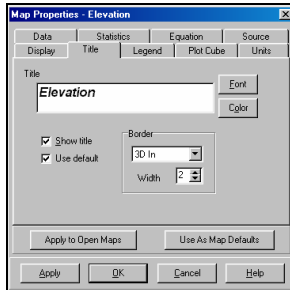 Map Properties - Elevation
Data Statistics Equation Source
Display Title Legend Plot Cube Units
Title
Elevation
Font
Color
Show title
Use default
Border
3D In
Width 2
Apply to Open Maps Use As Map Defaults
Apply OK Cancel Help